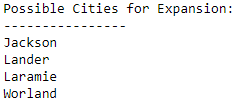 Possible Cities for Expansion:
----------------
Jackson
Lander
Laramie
Worland